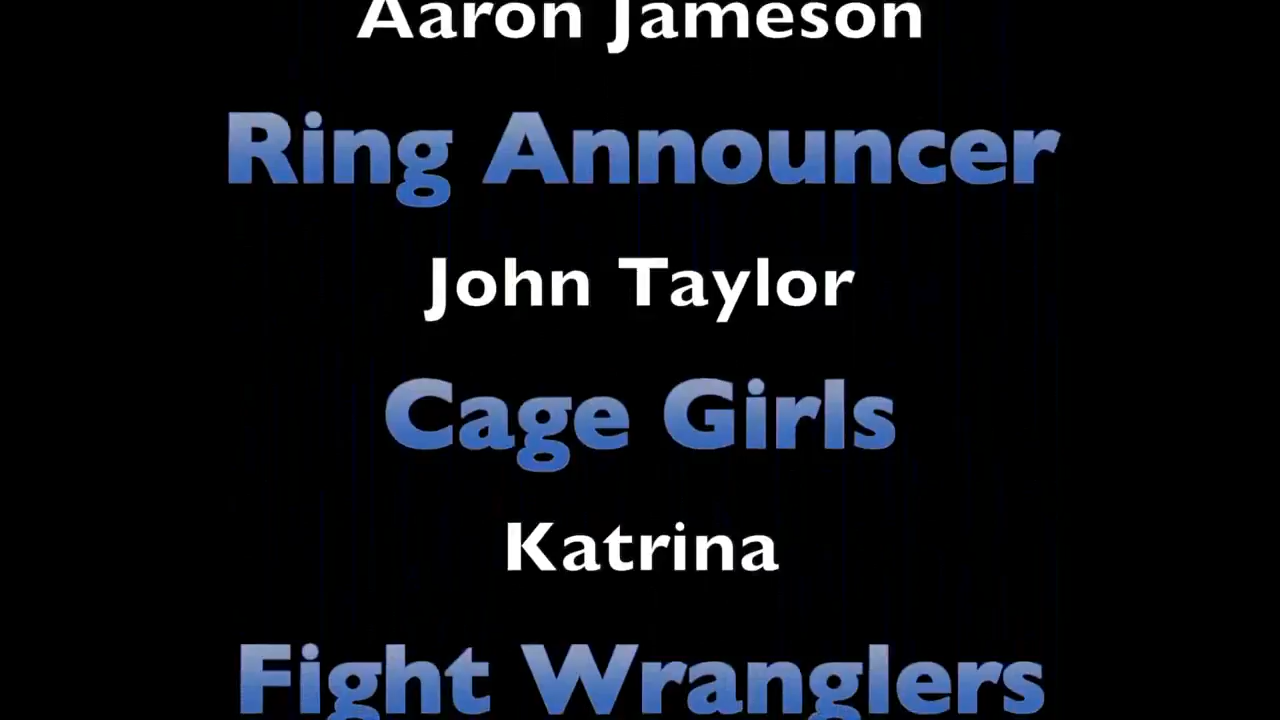 Aaron Jameson
Ring Announcer
John Taylor
Cage Girls
Katrina
Fight Wranglers